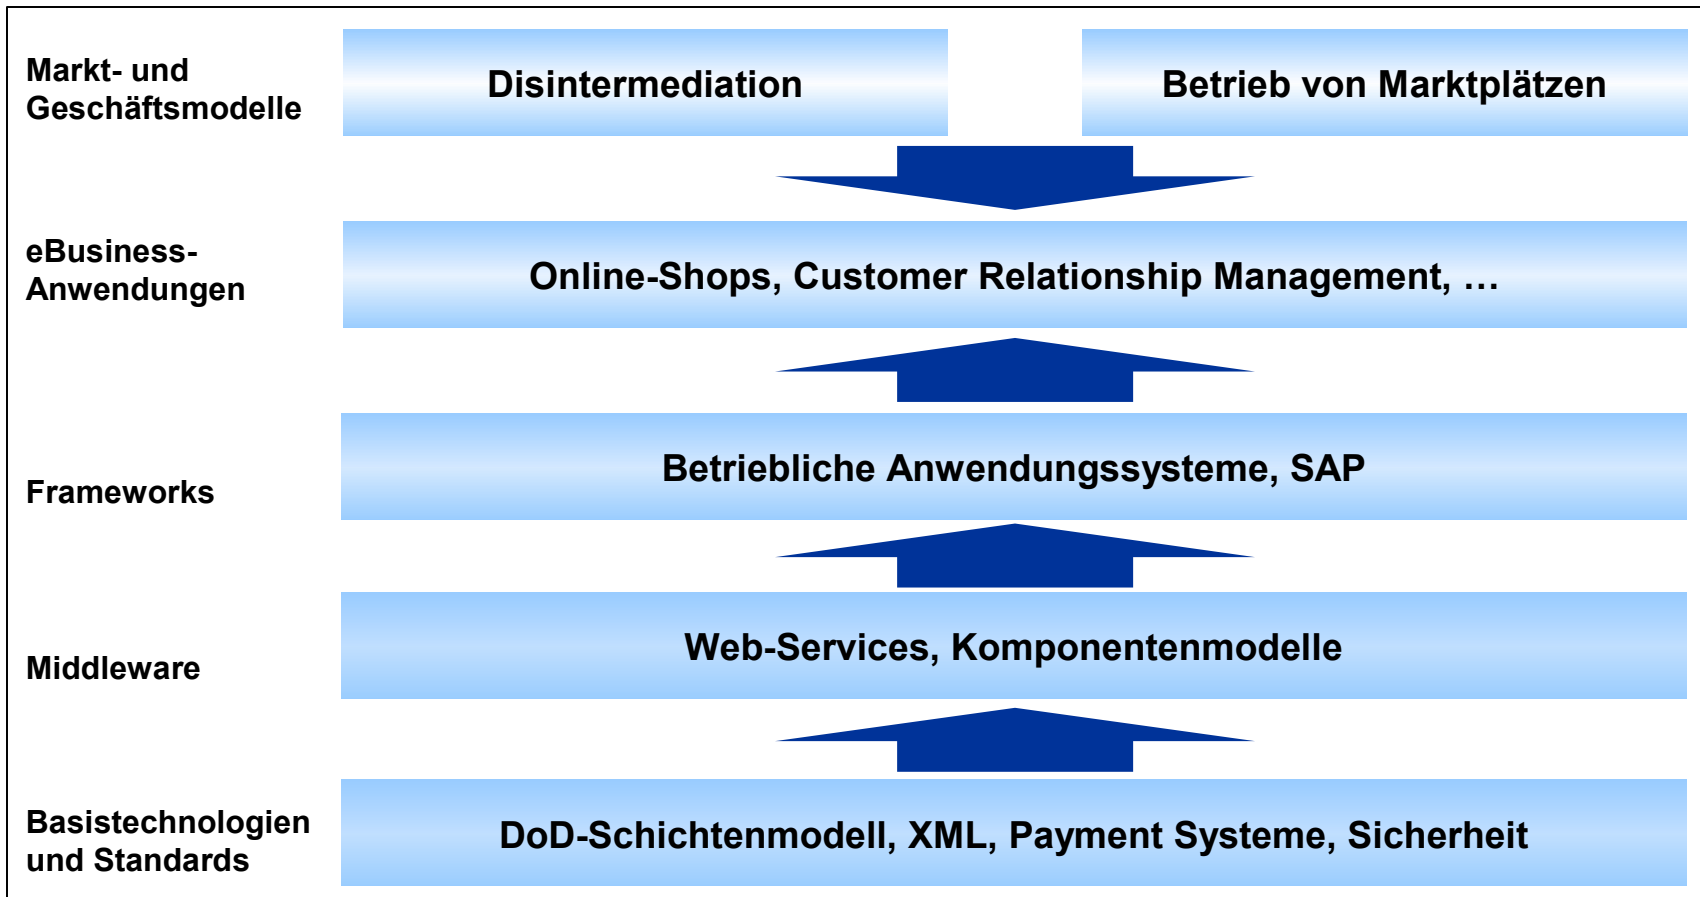 Markt- und
Geschäftsmodelle
Disintermediation
Betrieb von Marktplätzen
eBusiness-
Anwendungen
Online-Shops, Customer Relationship Management, …
Frameworks
Betriebliche Anwendungssysteme, SAP
Middleware
Web-Services, Komponentenmodelle
Basistechnologien
und Standards
DoD-Schichtenmodell, XML, Payment Systeme, Sicherheit